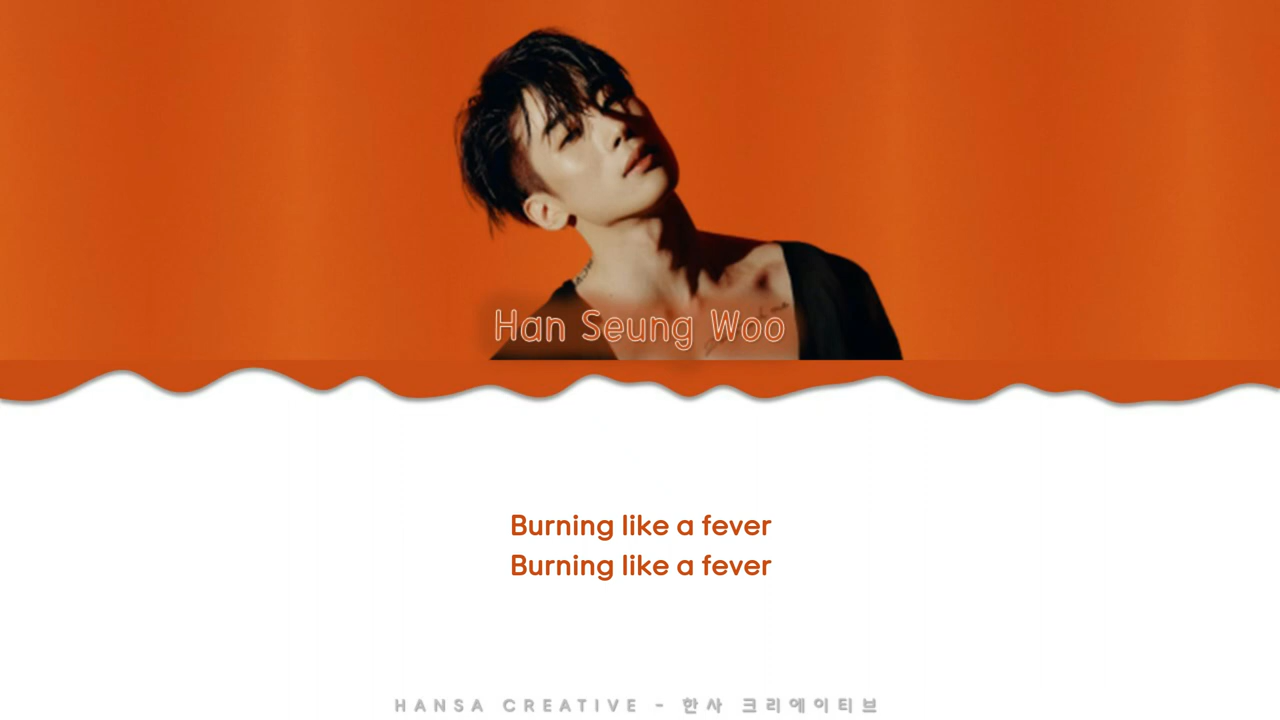 Han Seung Woo
Burning like a fever
Burning like a fever
HANSA CREATIVE - 한사 크리에이티브